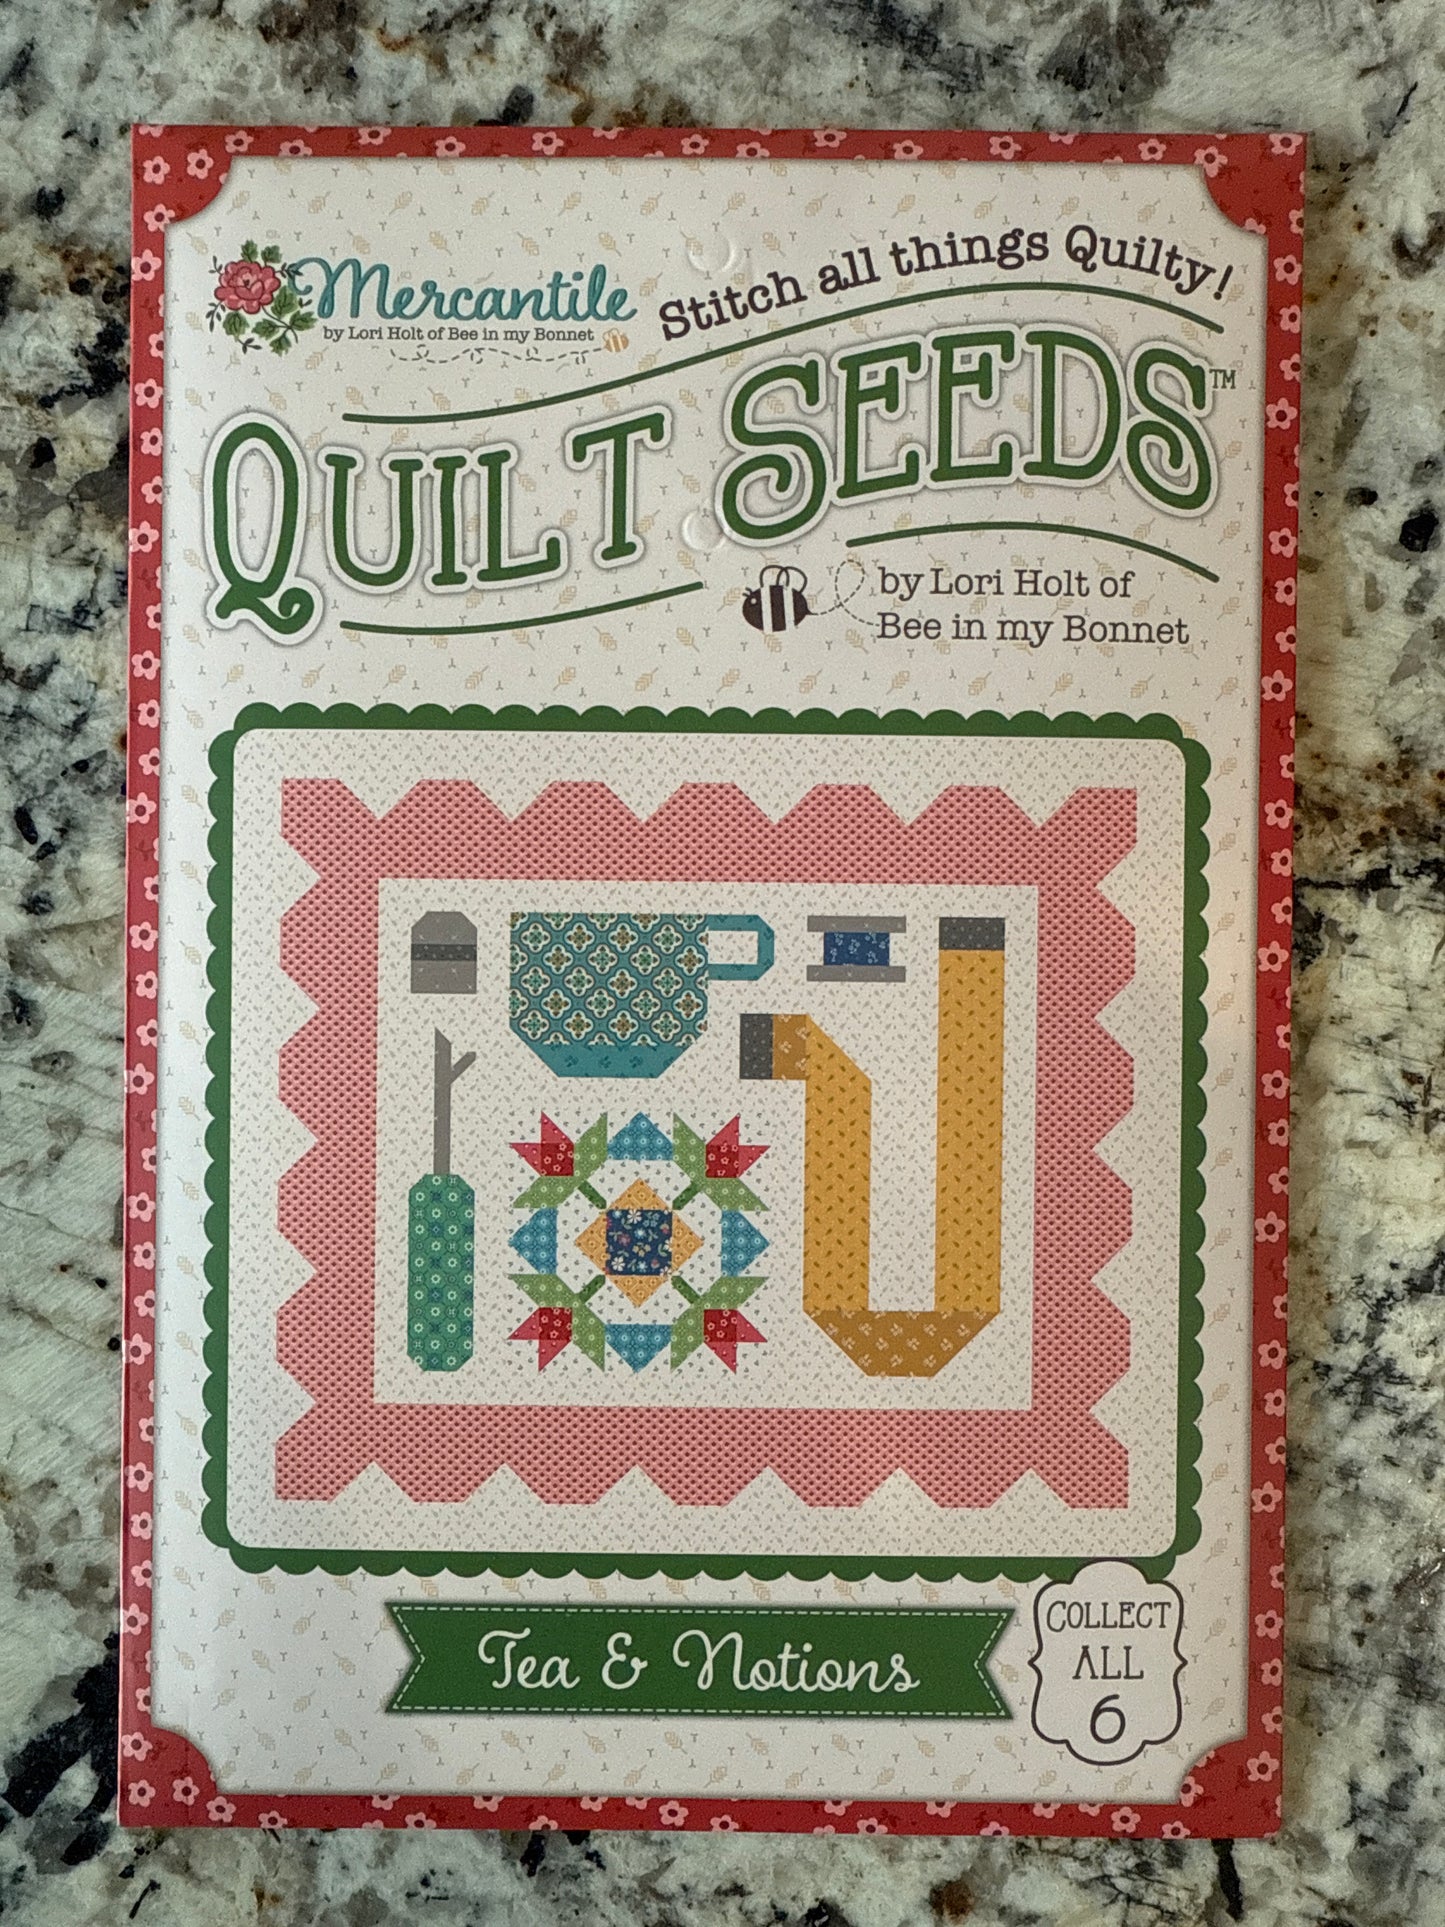 Mercantile
by Lori Holt of Bee in my Bonnet
Stitch all things Quilty!
QUILT SEEDS™
by Lori Holt of
Bee in my Bonnet
Tea & Notions
COLLECT
ALL
6